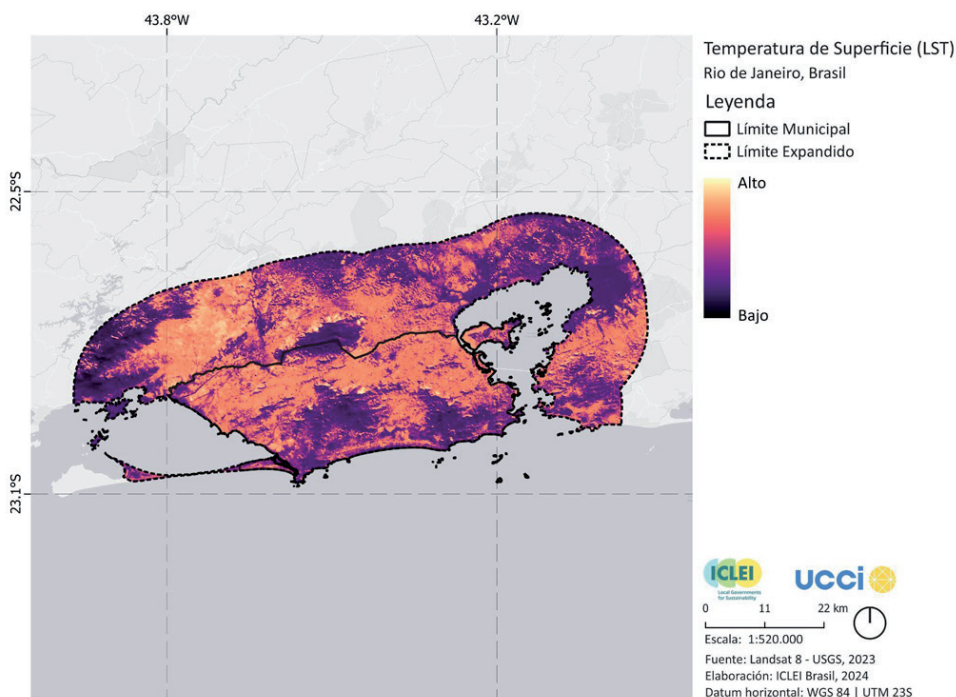 43.8°W
43.2°W
22.5°S
23.1°S
Temperatura de Superficie (LST)
Rio de Janeiro, Brasil
Leyenda
Límite Municipal
Límite Expandido
Alto
Bajo
ICLEI
Local Governments
for Sustainability
UCCi
0 11 22 km
Escala: 1:520.000
Fuente: Landsat 8 - USGS, 2023
Elaboración: ICLEI Brasil, 2024
Datum horizontal: WGS 84 | UTM 23S